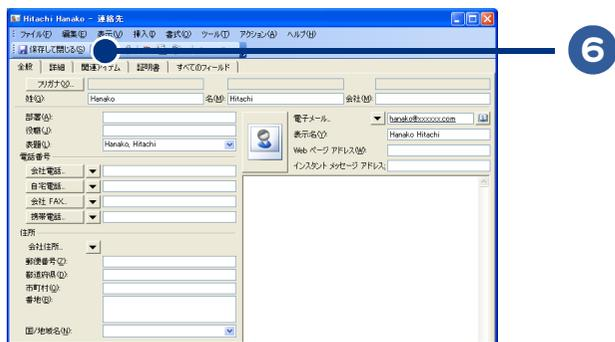 Hitachi Hanako - 連絡先
ファイル(F) 編集(E) 表示(V) 挿入(I) 書式(O) ツール(T) アクション(A) ヘルプ(H)
保存して閉じる(S)
6
全般 詳細 関連アイテム 証明書 すべてのフィールド
フリガナ(X)...
姓(G): Hanako 名(M): Hitachi 会社(M):
部署(A): 電子メール... hanako@xxxxxx.com
役職(J): 表示名(Y): Hanako Hitachi
表題(L): Hanako, Hitachi Web ページ アドレス(W):
電話番号 インスタント メッセージ アドレス:
会社電話...
自宅電話...
会社 FAX...
携帯電話...
住所
会社住所...
郵便番号(Z):
都道府県(D):
市町村(Q):
番地(B):
国/地域名(N):